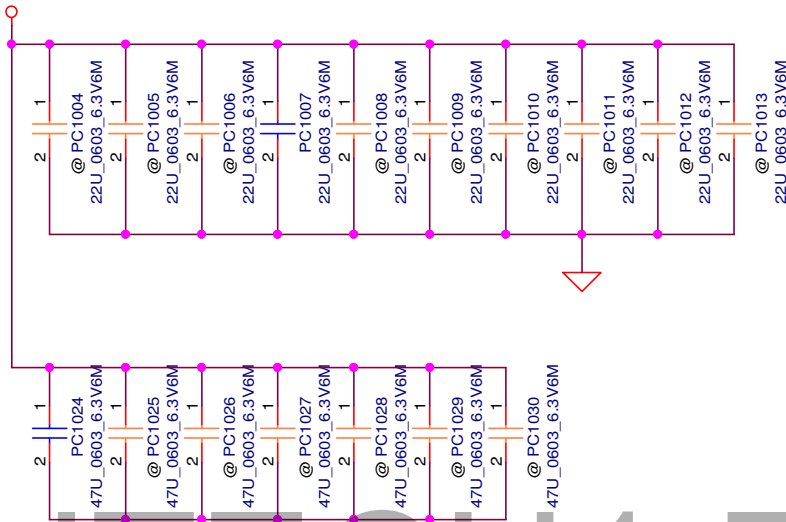 1
2
@ PC1004
22U_0603_6.3V6M
1
2
@ PC1005
22U_0603_6.3V6M
1
2
@ PC1006
22U_0603_6.3V6M
1
2
PC1007
22U_0603_6.3V6M
1
2
@ PC1008
22U_0603_6.3V6M
1
2
@ PC1009
22U_0603_6.3V6M
1
2
@ PC1010
22U_0603_6.3V6M
1
2
@ PC1011
22U_0603_6.3V6M
1
2
@ PC1012
22U_0603_6.3V6M
1
2
@ PC1013
22U_0603_6.3V6M
1
2
PC1024
47U_0603_6.3V6M
1
2
@ PC1025
47U_0603_6.3V6M
1
2
@ PC1026
47U_0603_6.3V6M
1
2
@ PC1027
47U_0603_6.3V6M
1
2
@ PC1028
47U_0603_6.3V6M
1
2
@ PC1029
47U_0603_6.3V6M
1
2
@ PC1030
47U_0603_6.3V6M